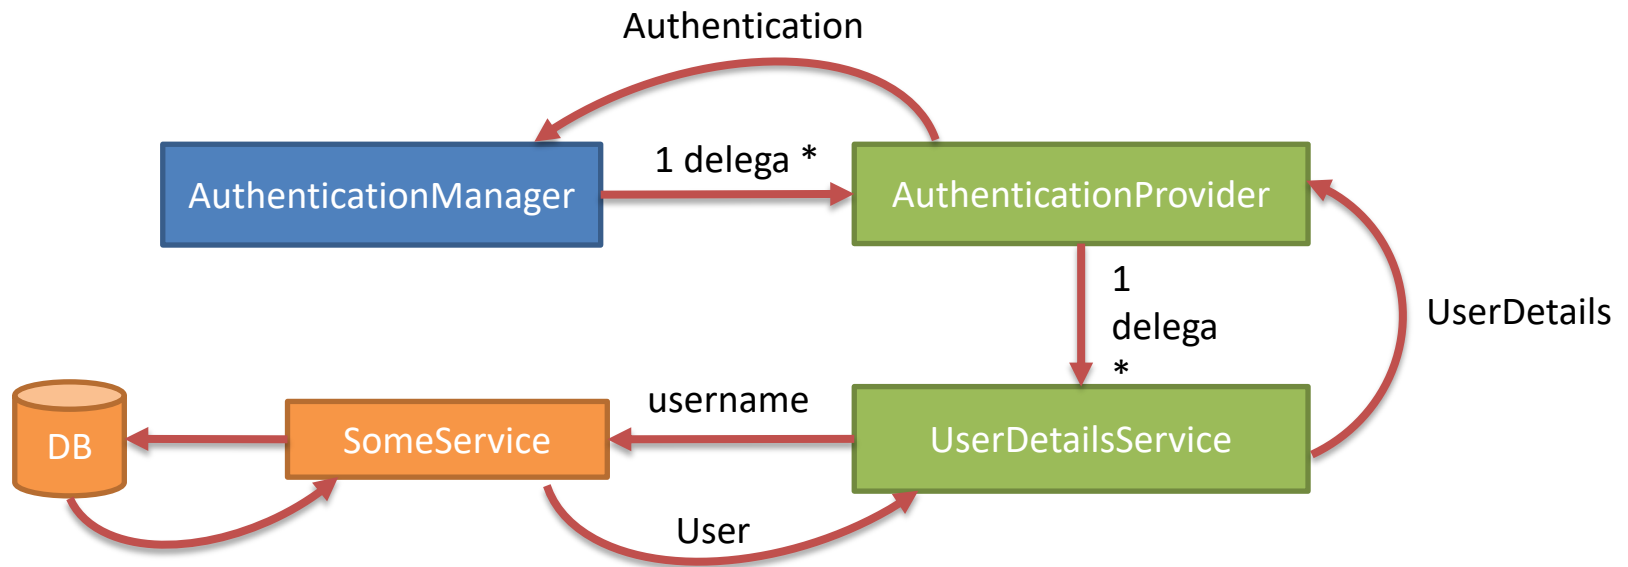 Authentication
1 delega *
AuthenticationManager
AuthenticationProvider
1
delega
*
UserDetails
username
DB
SomeService
UserDetailsService
User